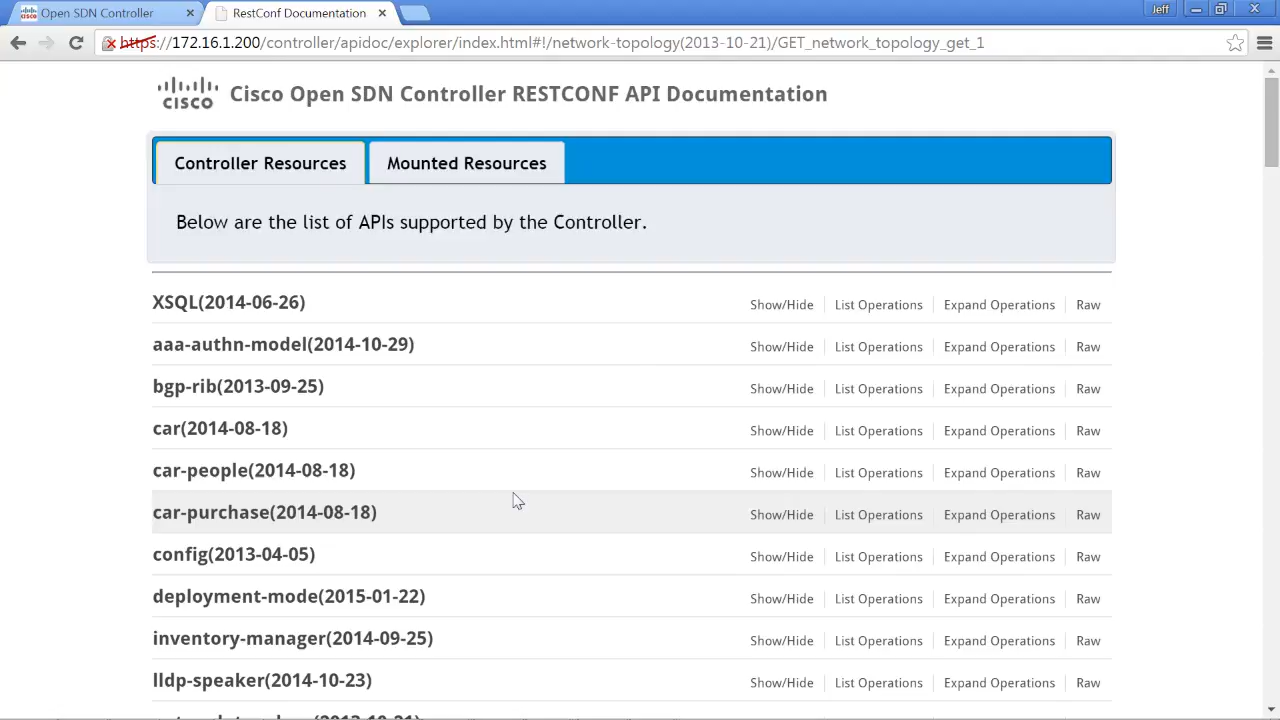 Open SDN Controller
RestConf Documentation
Jeff
https://172.16.1.200/controller/apidoc/explorer/index.html#!/network-topology(2013-10-21)/GET_network_topology_get_1
CISCO
Cisco Open SDN Controller RESTCONF API Documentation
Controller Resources
Mounted Resources
Below are the list of APIs supported by the Controller.
XSQL(2014-06-26) Show/Hide List Operations Expand Operations Raw
aaa-authn-model(2014-10-29) Show/Hide List Operations Expand Operations Raw
bgp-rib(2013-09-25) Show/Hide List Operations Expand Operations Raw
car(2014-08-18) Show/Hide List Operations Expand Operations Raw
car-people(2014-08-18) Show/Hide List Operations Expand Operations Raw
car-purchase(2014-08-18) Show/Hide List Operations Expand Operations Raw
config(2013-04-05) Show/Hide List Operations Expand Operations Raw
deployment-mode(2015-01-22) Show/Hide List Operations Expand Operations Raw
inventory-manager(2014-09-25) Show/Hide List Operations Expand Operations Raw
lldp-speaker(2014-10-23) Show/Hide List Operations Expand Operations Raw